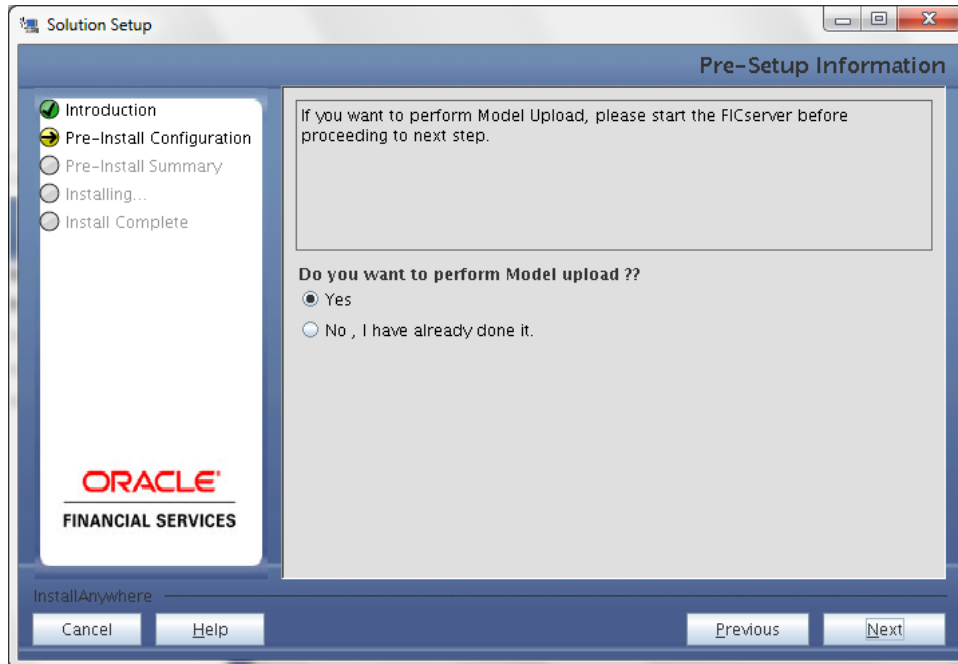 Solution Setup
Pre-Setup Information
Introduction
Pre-Install Configuration
Pre-Install Summary
Installing...
Install Complete
If you want to perform Model Upload, please start the FICserver before
proceeding to next step.
Do you want to perform Model upload ??
Yes
No , I have already done it.
ORACLE
FINANCIAL SERVICES
InstallAnywhere
Cancel
Help
Previous
Next